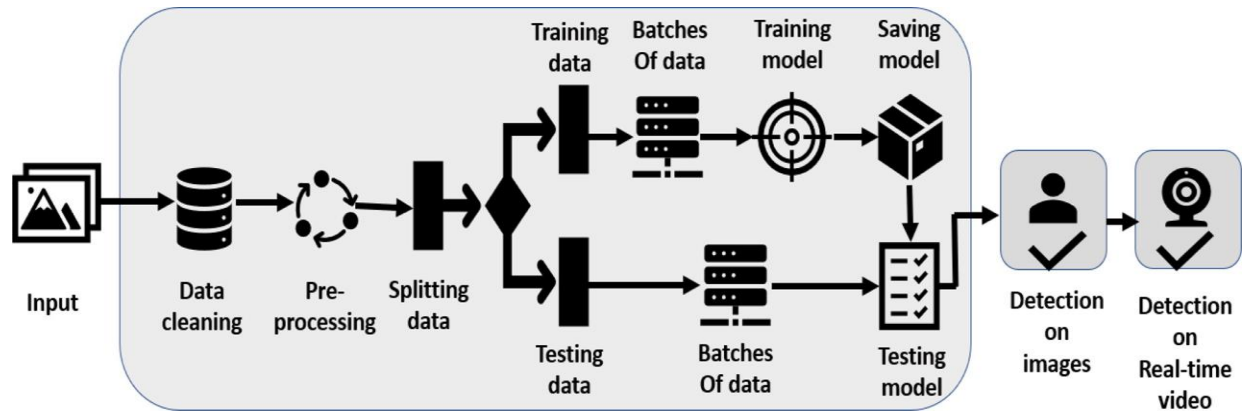 Training
data
Batches
Of data
Training
model
Saving
model
Input
Data
cleaning
Pre-
processing
Splitting
data
Testing
data
Batches
Of data
Testing
model
Detection
on
images
Detection
on
Real-time
video